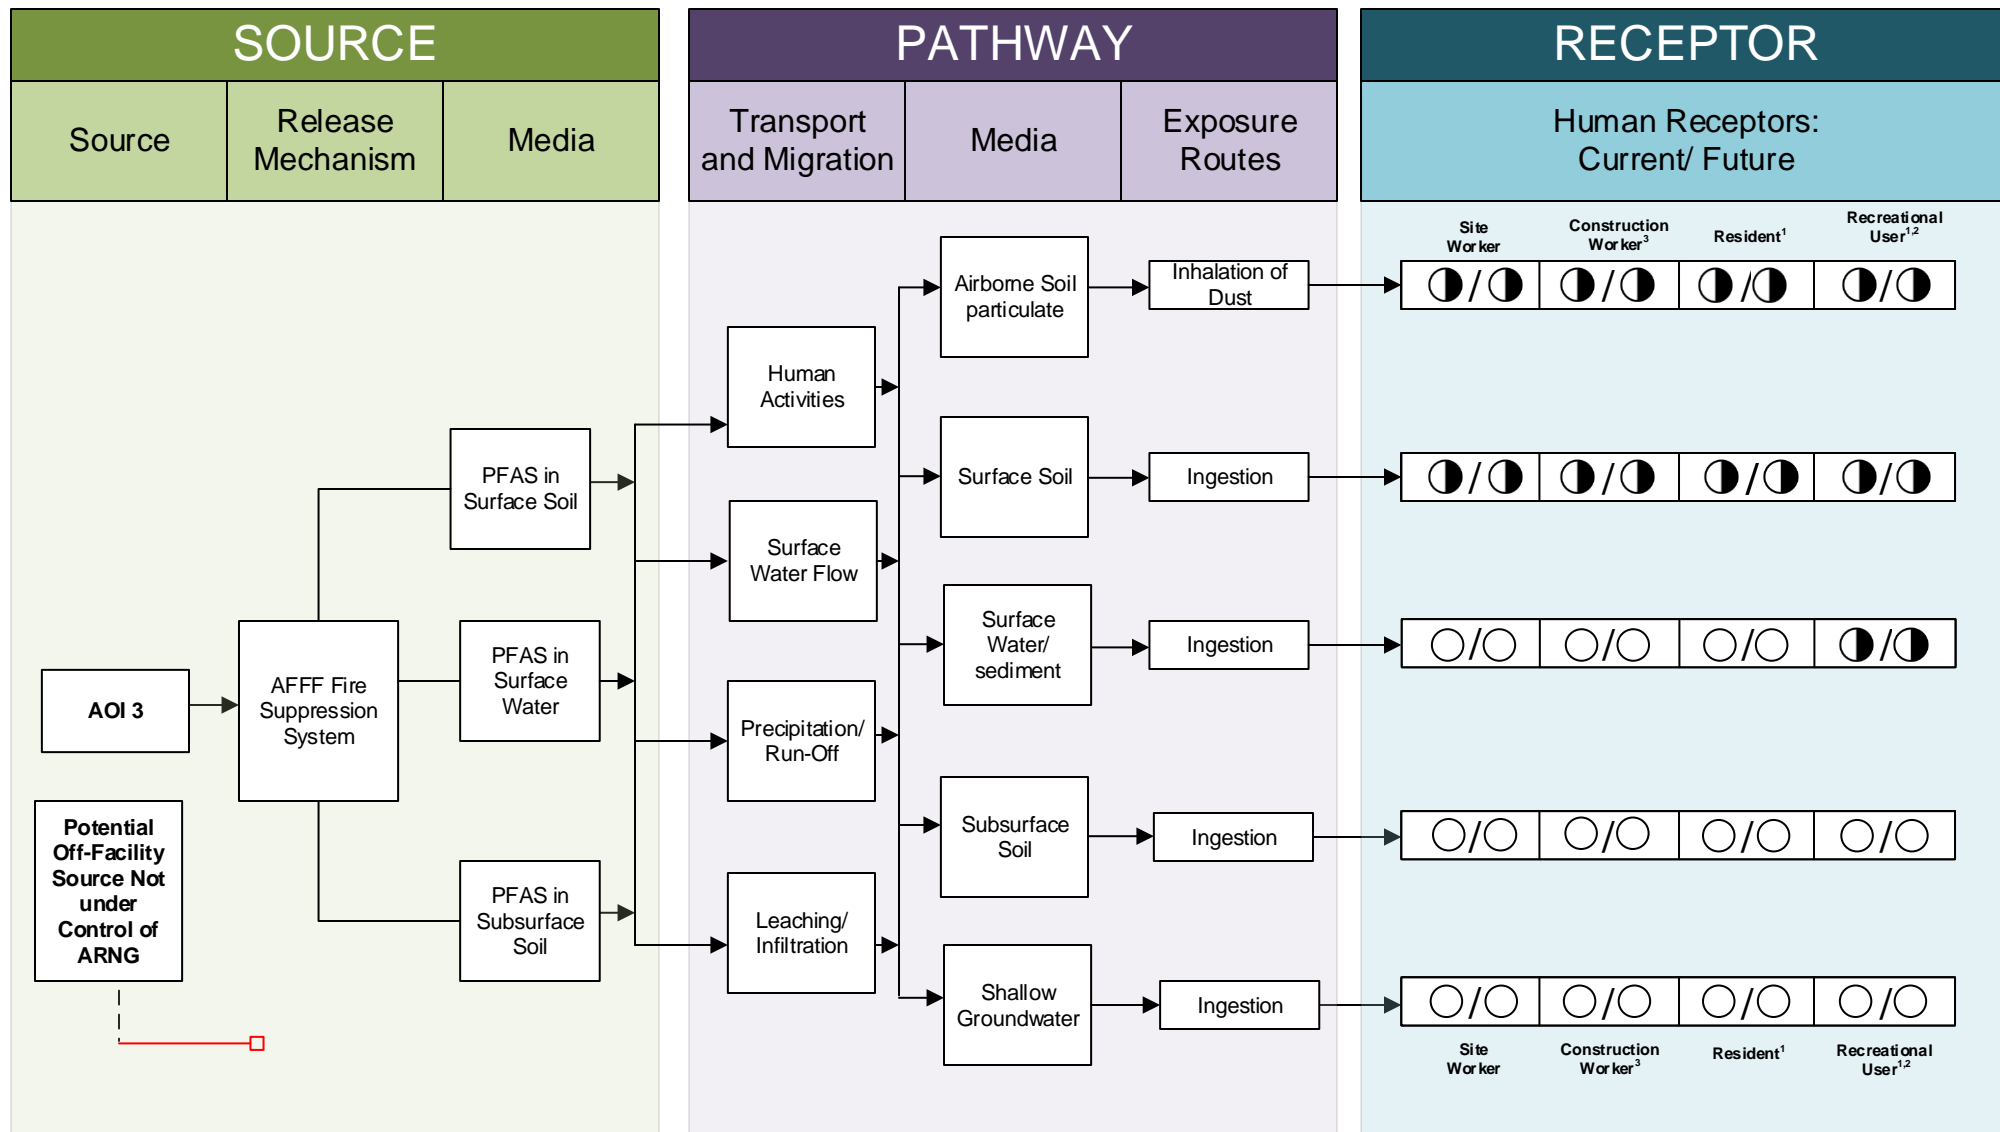 SOURCE
PATHWAY
RECEPTOR
Source
Release
Mechanism
Media
Transport
and Migration
Media
Exposure
Routes
Human Receptors:
Current/ Future
Site
Worker
Construction
Worker³
Resident¹
Recreational
User¹,²
Airborne Soil
particulate
Inhalation of
Dust
Human
Activities
PFAS in
Surface Soil
Surface Soil
Ingestion
Surface
Water Flow
AOI 3
AFFF Fire
Suppression
System
PFAS in
Surface
Water
Surface
Water/
sediment
Ingestion
Precipitation/
Run-Off
Potential
Off-Facility
Source Not
under
Control of
ARNG
PFAS in
Subsurface
Soil
Subsurface
Soil
Ingestion
Leaching/
Infiltration
Shallow
Groundwater
Ingestion
Site
Worker
Construction
Worker³
Resident¹
Recreational
User¹,²